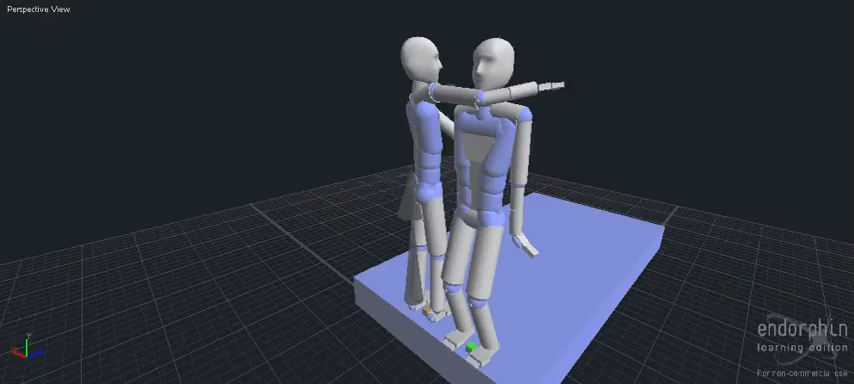 Perspective View
Y
endorphin
learning edition
For non-commercial use